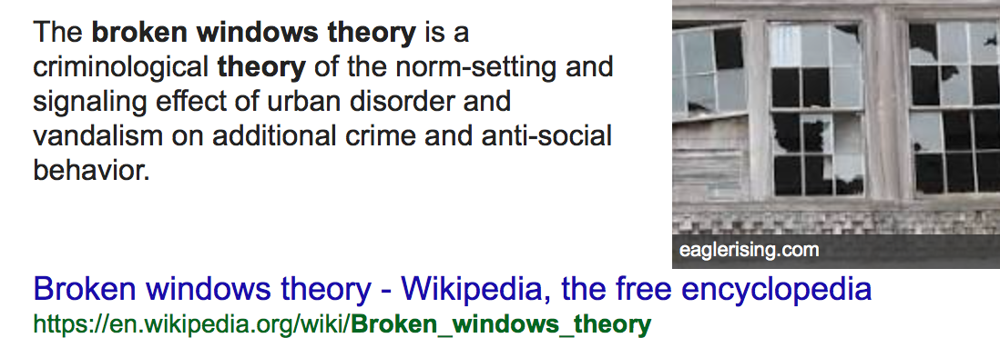 The broken windows theory is a
criminological theory of the norm-setting and
signaling effect of urban disorder and
vandalism on additional crime and anti-social
behavior.
eaglerising.com
Broken windows theory - Wikipedia, the free encyclopedia
https://en.wikipedia.org/wiki/Broken_windows_theory